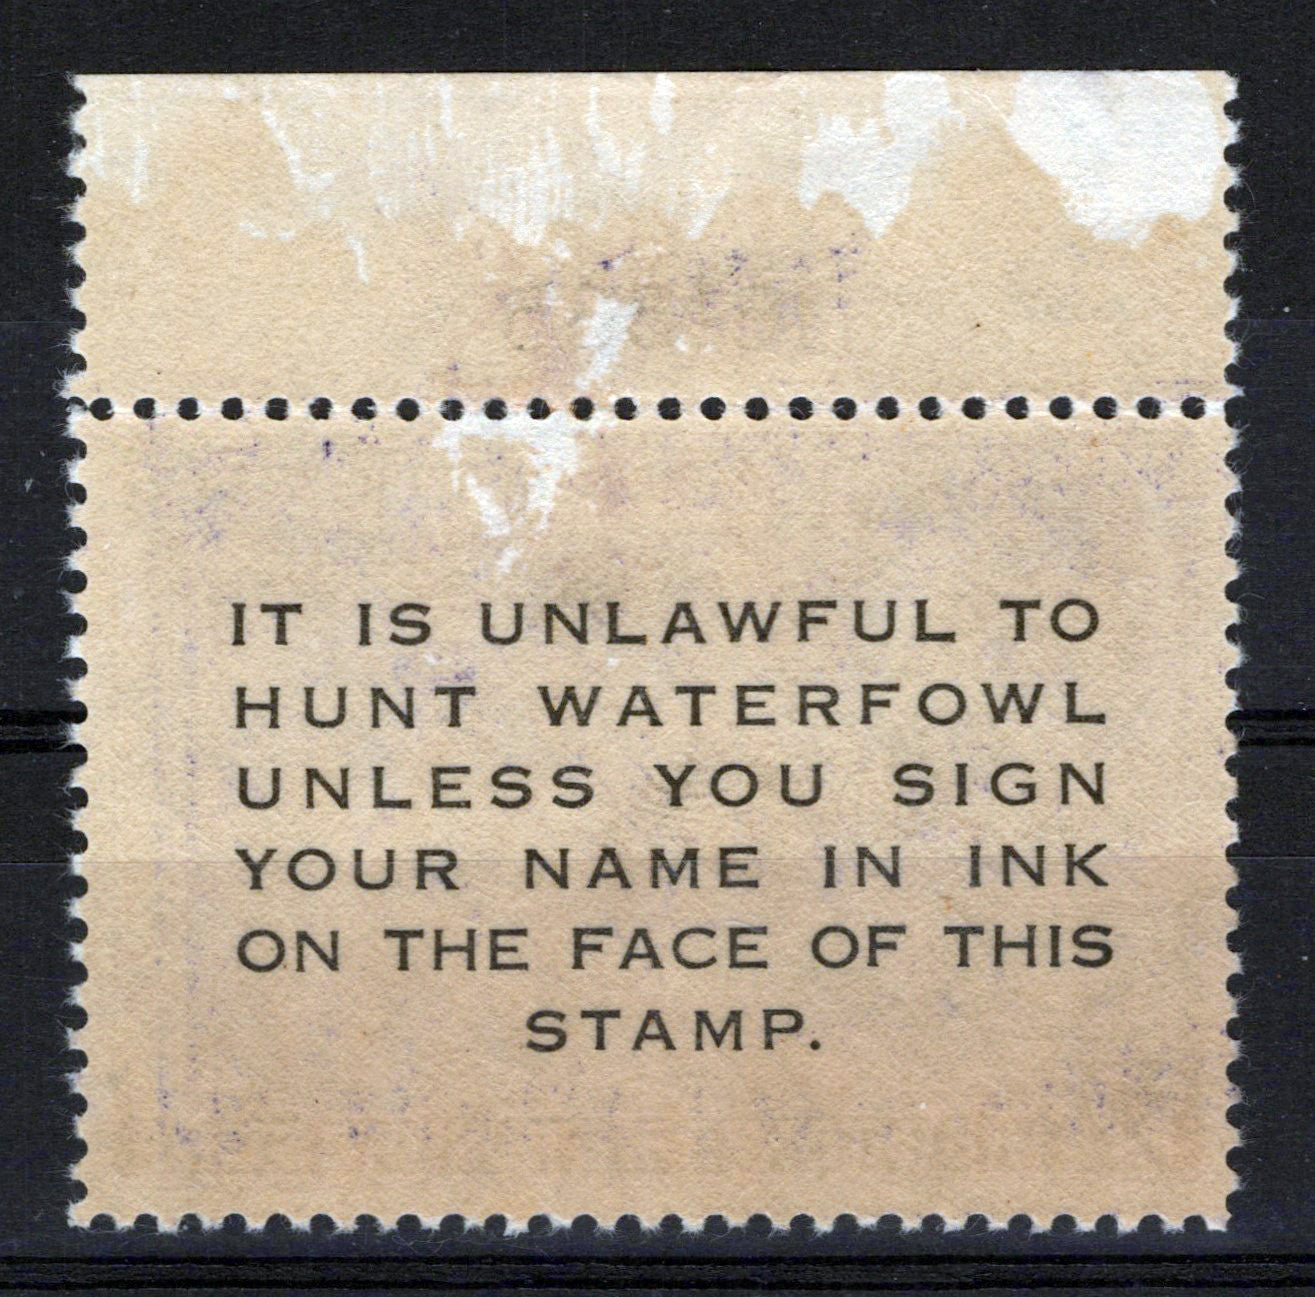 IT IS UNLAWFUL TO
HUNT WATERFOWL
UNLESS YOU SIGN
YOUR NAME IN INK
ON THE FACE OF THIS
STAMP.